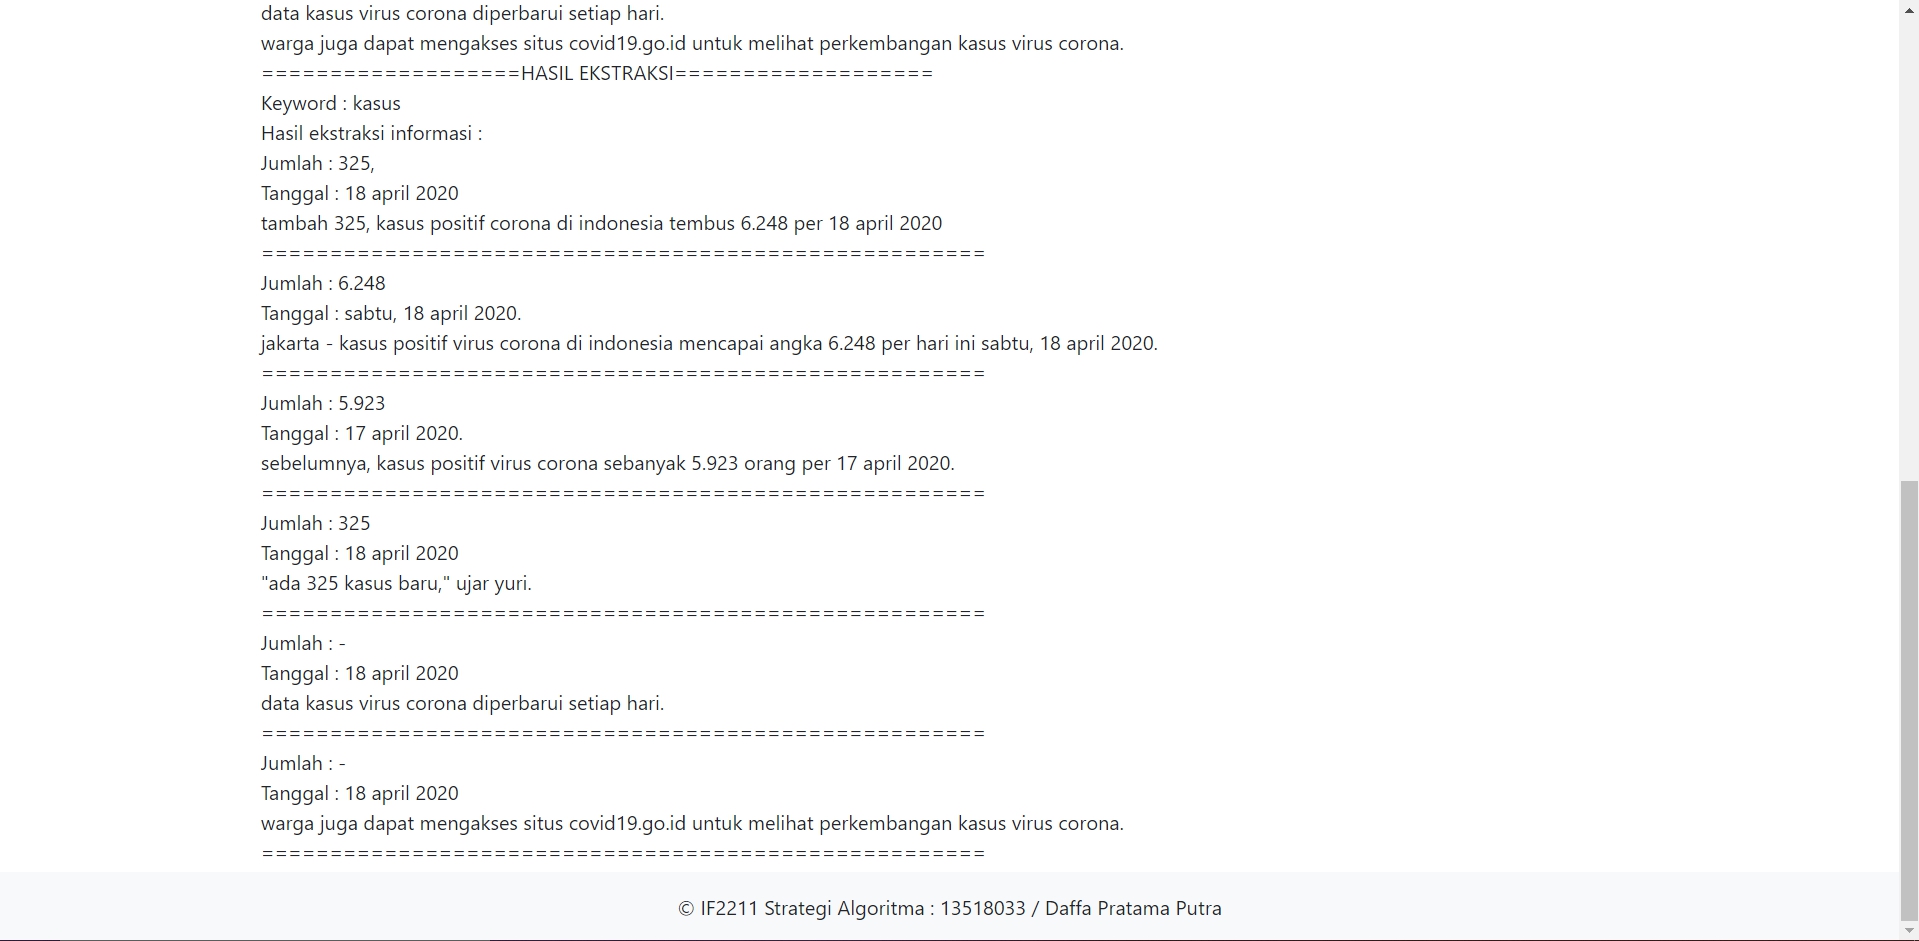 data kasus virus corona diperbarui setiap hari.
warga juga dapat mengakses situs covid19.go.id untuk melihat perkembangan kasus virus corona.
===================HASIL EKSTRAKSI===================
Keyword : kasus
Hasil ekstraksi informasi :
Jumlah : 325,
Tanggal : 18 april 2020
tambah 325, kasus positif corona di indonesia tembus 6.248 per 18 april 2020
=====================================================
Jumlah : 6.248
Tanggal : sabtu, 18 april 2020.
jakarta - kasus positif virus corona di indonesia mencapai angka 6.248 per hari ini sabtu, 18 april 2020.
=====================================================
Jumlah : 5.923
Tanggal : 17 april 2020.
sebelumnya, kasus positif virus corona sebanyak 5.923 orang per 17 april 2020.
=====================================================
Jumlah : 325
Tanggal : 18 april 2020
"ada 325 kasus baru," ujar yuri.
=====================================================
Jumlah : -
Tanggal : 18 april 2020
data kasus virus corona diperbarui setiap hari.
=====================================================
Jumlah : -
Tanggal : 18 april 2020
warga juga dapat mengakses situs covid19.go.id untuk melihat perkembangan kasus virus corona.
=====================================================
© IF2211 Strategi Algoritma : 13518033 / Daffa Pratama Putra